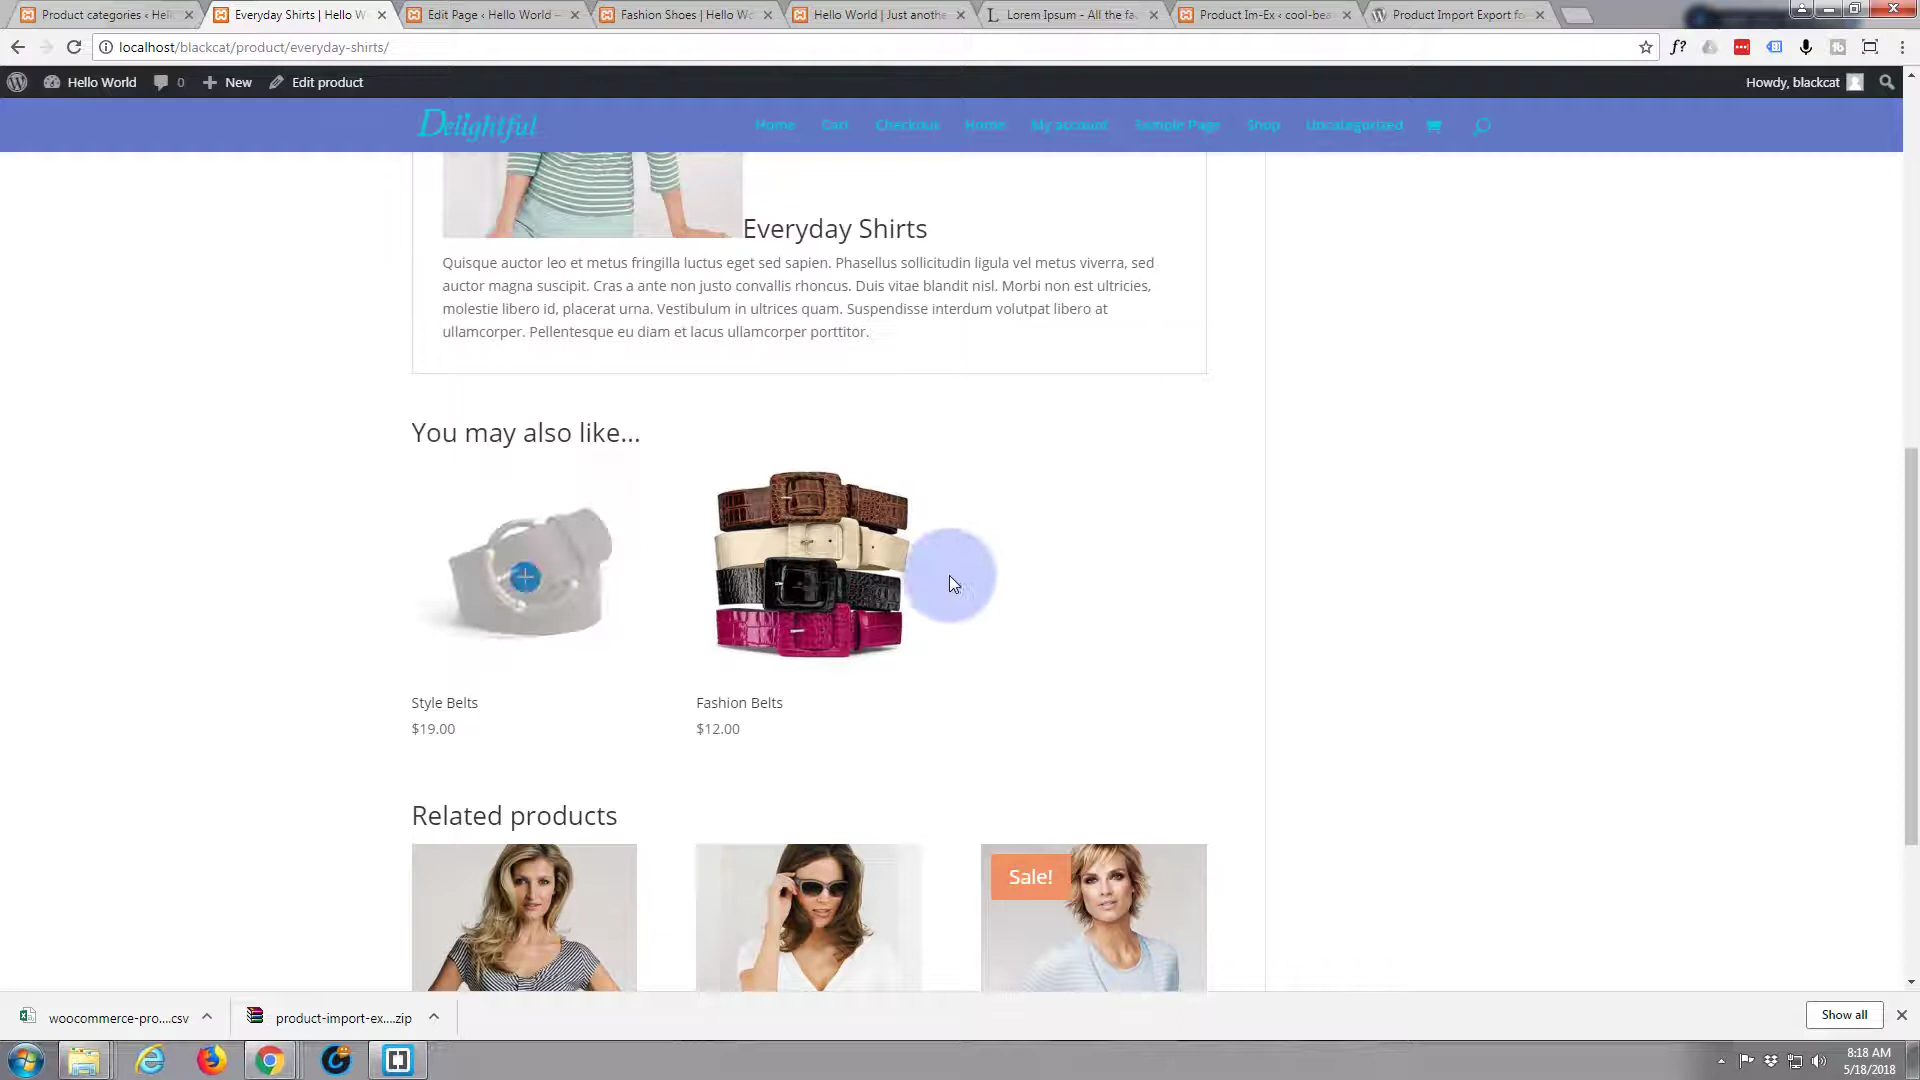 Product categories ‹ Hell
Everyday Shirts | Hello W
Edit Page ‹ Hello World –
Fashion Shoes | Hello Wo
Hello World | Just anothe
Lorem Ipsum - All the fa
Product Im-Ex ‹ cool-bea
Product Import Export fo
localhost/blackcat/product/everyday-shirts/
Hello World 0 New Edit product Howdy, blackcat
Delightful
Home Cart Checkout Home My account Sample Page Shop Uncategorized
Everyday Shirts
Quisque auctor leo et metus fringilla luctus eget sed sapien. Phasellus sollicitudin ligula vel metus viverra, sed
auctor magna suscipit. Cras a ante non justo convallis rhoncus. Duis vitae blandit nisl. Morbi non est ultricies,
molestie libero id, placerat urna. Vestibulum in ultrices quam. Suspendisse interdum volutpat libero at
ullamcorper. Pellentesque eu diam et lacus ullamcorper porttitor.
You may also like…
Style Belts
$19.00
Fashion Belts
$12.00
Related products
Sale!
woocommerce-pro....csv
product-import-ex....zip
Show all
8:18 AM
5/18/2018